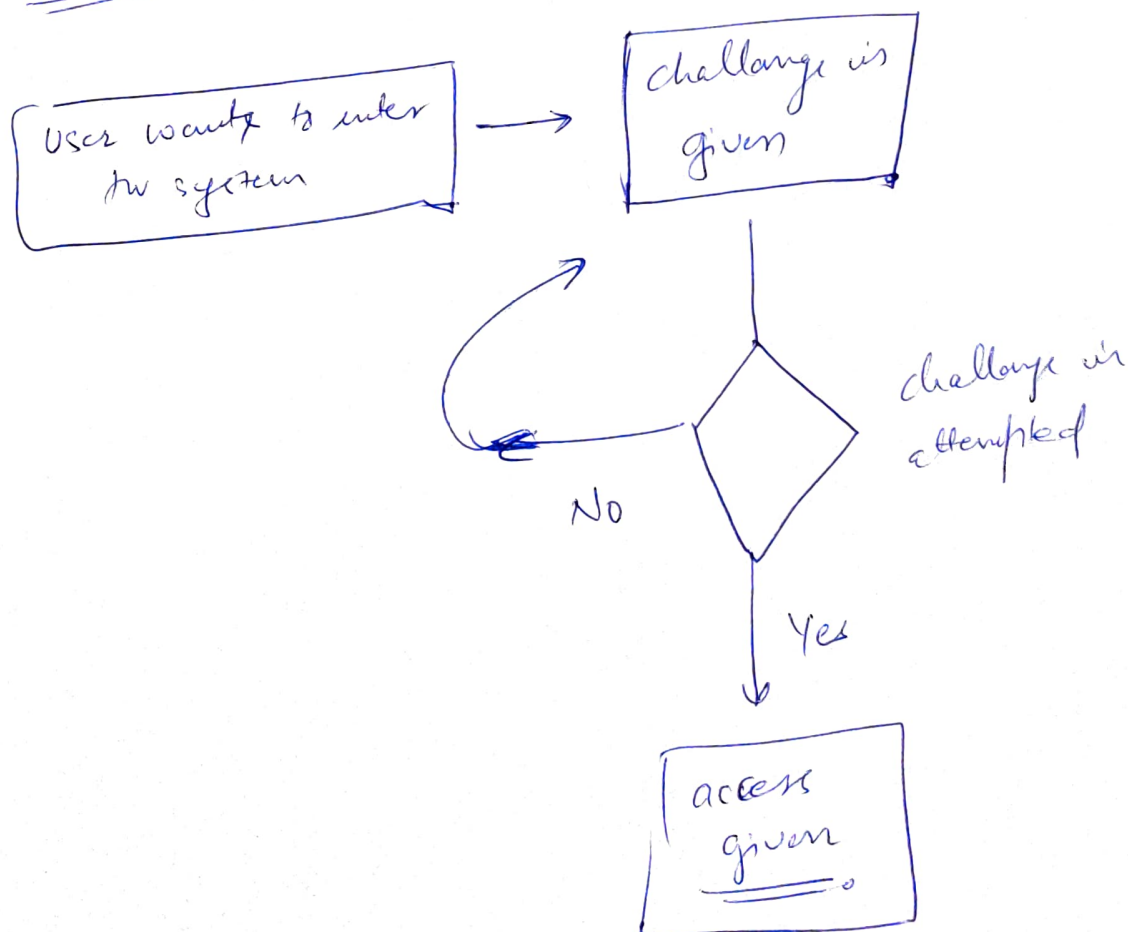 User wants to enter
the system
challange is
given
challange is
attempted
No
Yes
access
given